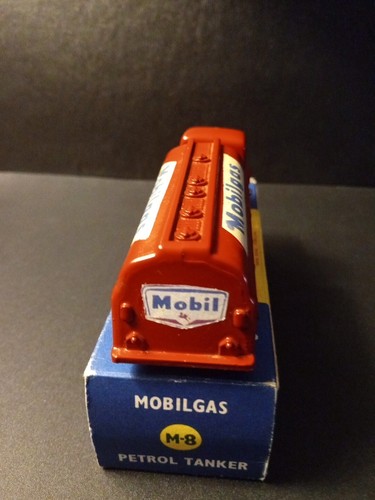 Mobilgas
Mobil
MOBILGAS
M-8
PETROL TANKER